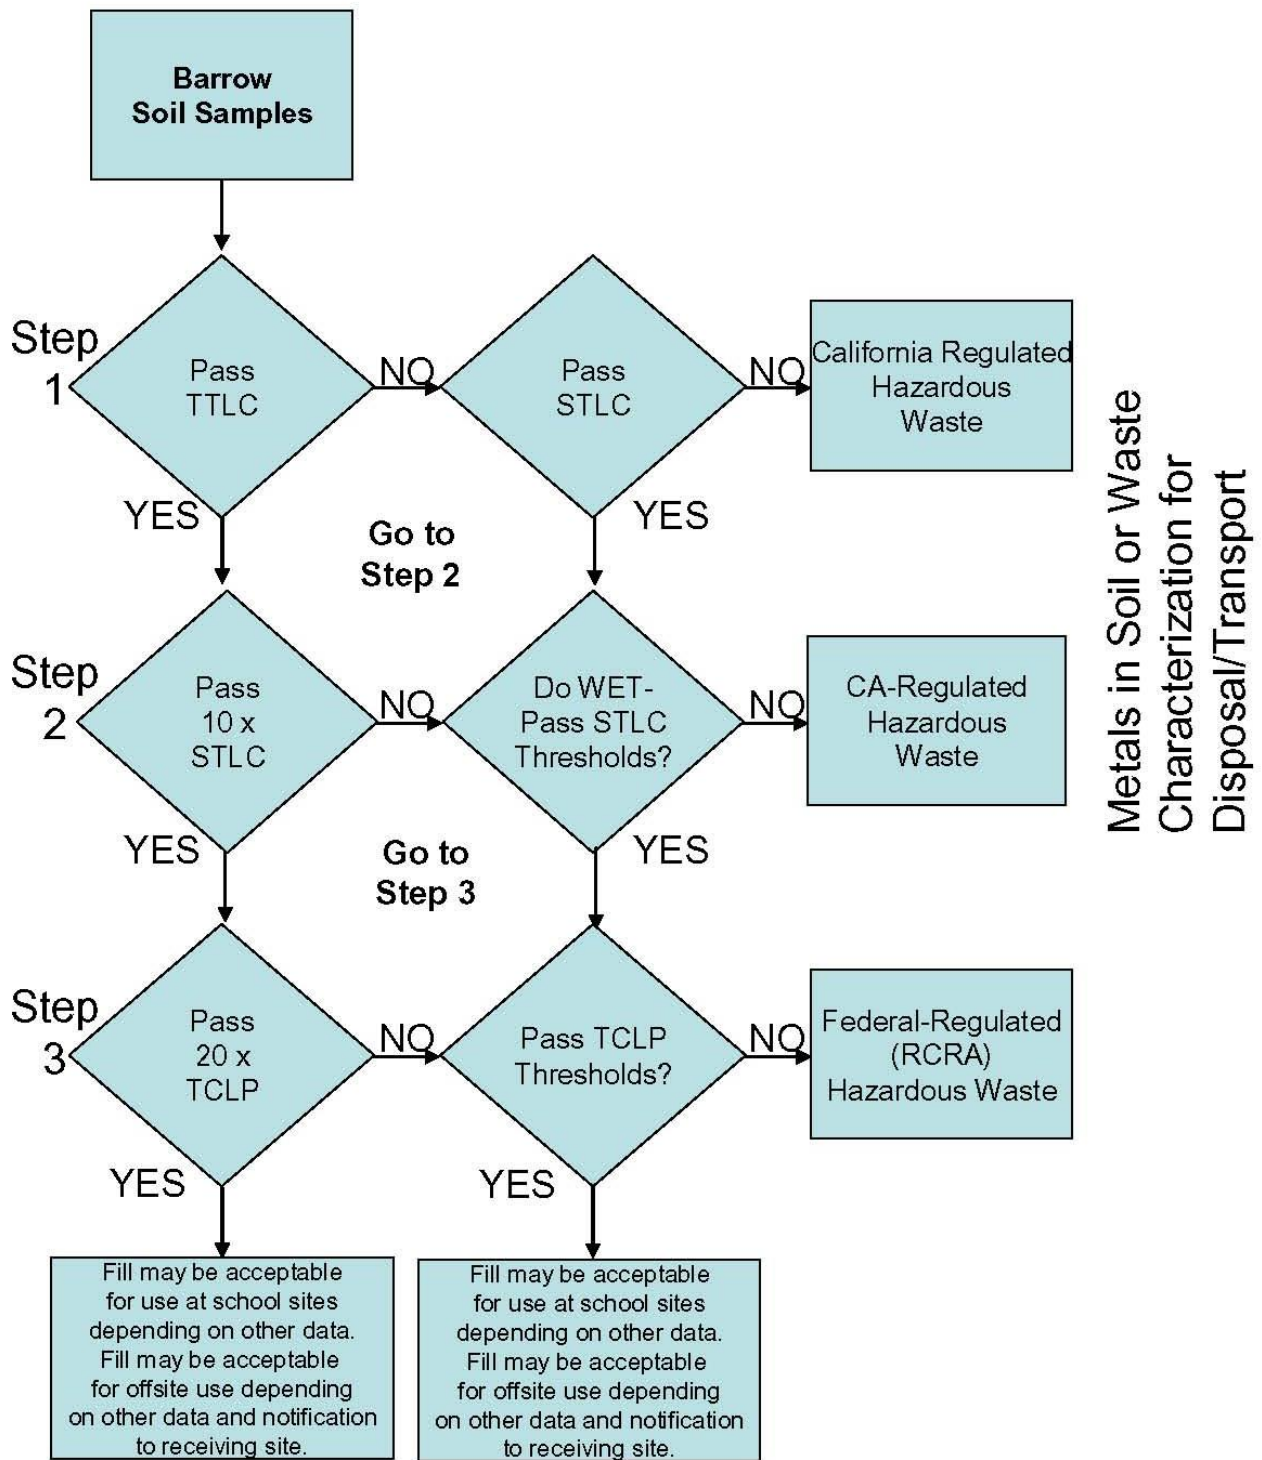 Barrow
Soil Samples
Step
1
Pass
TTLC
NO
Pass
STLC
NO
California Regulated
Hazardous
Waste
YES
Go to
Step 2
YES
Step
2
Pass
10 x
STLC
NO
Do WET-
Pass STLC
Thresholds?
NO
CA-Regulated
Hazardous
Waste
YES
Go to
Step 3
YES
Step
3
Pass
20 x
TCLP
NO
Pass TCLP
Thresholds?
NO
Federal-Regulated
(RCRA)
Hazardous Waste
YES
YES
Fill may be acceptable
for use at school sites
depending on other data.
Fill may be acceptable
for offsite use depending
on other data and notification
to receiving site.
Fill may be acceptable
for use at school sites
depending on other data.
Fill may be acceptable
for offsite use depending
on other data and notification
to receiving site.
Metals in Soil or Waste
Characterization for
Disposal/Transport